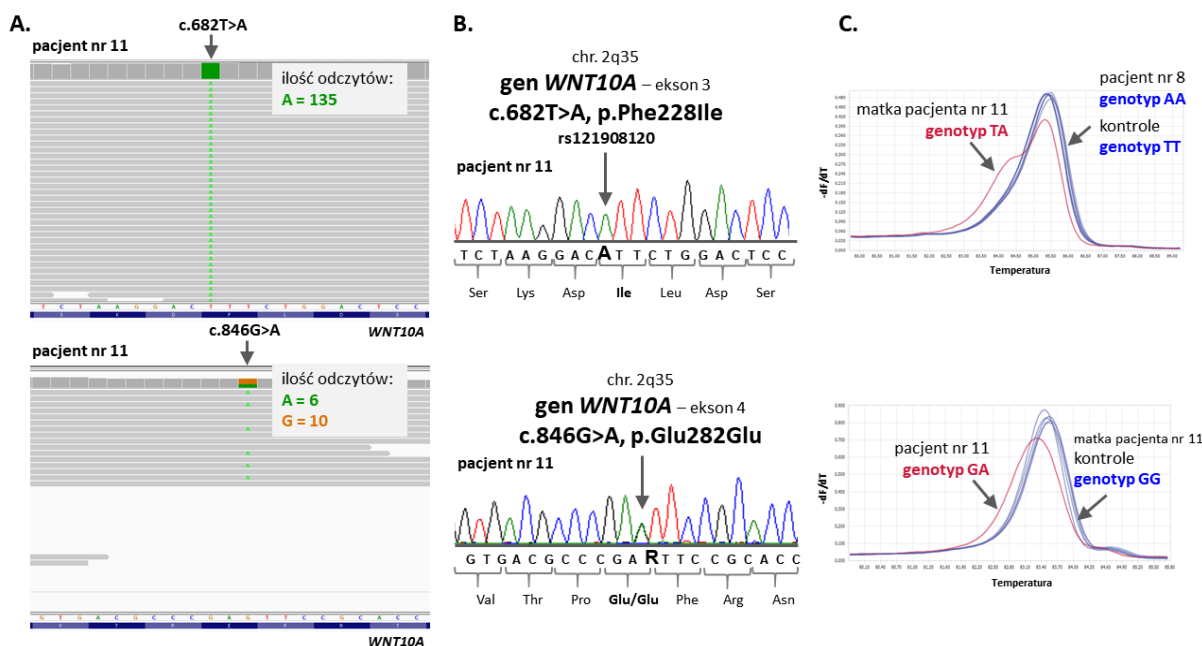 A.
c.682T>A
pacjent nr 11
ilość odczytów:
A = 135
T C T A A G G A C T T T C T G G A C T C C
S K D F L D S
WNT10A
c.846G>A
pacjent nr 11
ilość odczytów:
A = 6
G = 10
G T G A C G C C C G A G T T C C G C A C C
V T P E F R
WNT10A
B.
chr. 2q35
gen WNT10A – ekson 3
c.682T>A, p.Phe228Ile
rs121908120
pacjent nr 11
T C T A A G G A C A T T C T G G A C T C C
Ser Lys Asp Ile Leu Asp Ser
chr. 2q35
gen WNT10A – ekson 4
c.846G>A, p.Glu282Glu
pacjent nr 11
G T G A C G C C C G A R T T C C G C A C C
Val Thr Pro Glu/Glu Phe Arg Asn
C.
pacjent nr 8
genotyp AA
matka pacjenta nr 11
genotyp TA
kontrole
genotyp TT
-dF/dT
Temperatura
pacjent nr 11
genotyp GA
matka pacjenta nr 11
kontrole
genotyp GG
-dF/dT
Temperatura